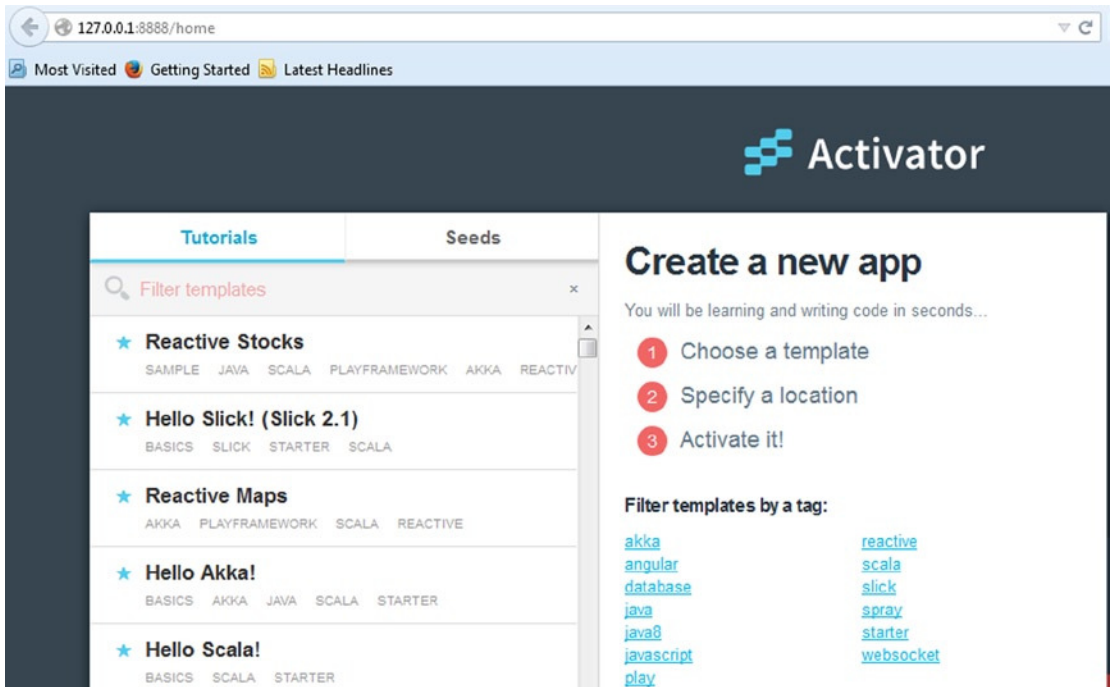 127.0.0.1:8888/home
Most Visited Getting Started Latest Headlines
Activator
Tutorials Seeds
Filter templates ×
Reactive Stocks
SAMPLE JAVA SCALA PLAYFRAMEWORK AKKA REACTIV
Hello Slick! (Slick 2.1)
BASICS SLICK STARTER SCALA
Reactive Maps
AKKA PLAYFRAMEWORK SCALA REACTIVE
Hello Akka!
BASICS AKKA JAVA SCALA STARTER
Hello Scala!
BASICS SCALA STARTER
Create a new app
You will be learning and writing code in seconds...
1 Choose a template
2 Specify a location
3 Activate it!
Filter templates by a tag:
akka
angular
database
java
java8
javascript
play
reactive
scala
slick
spray
starter
websocket